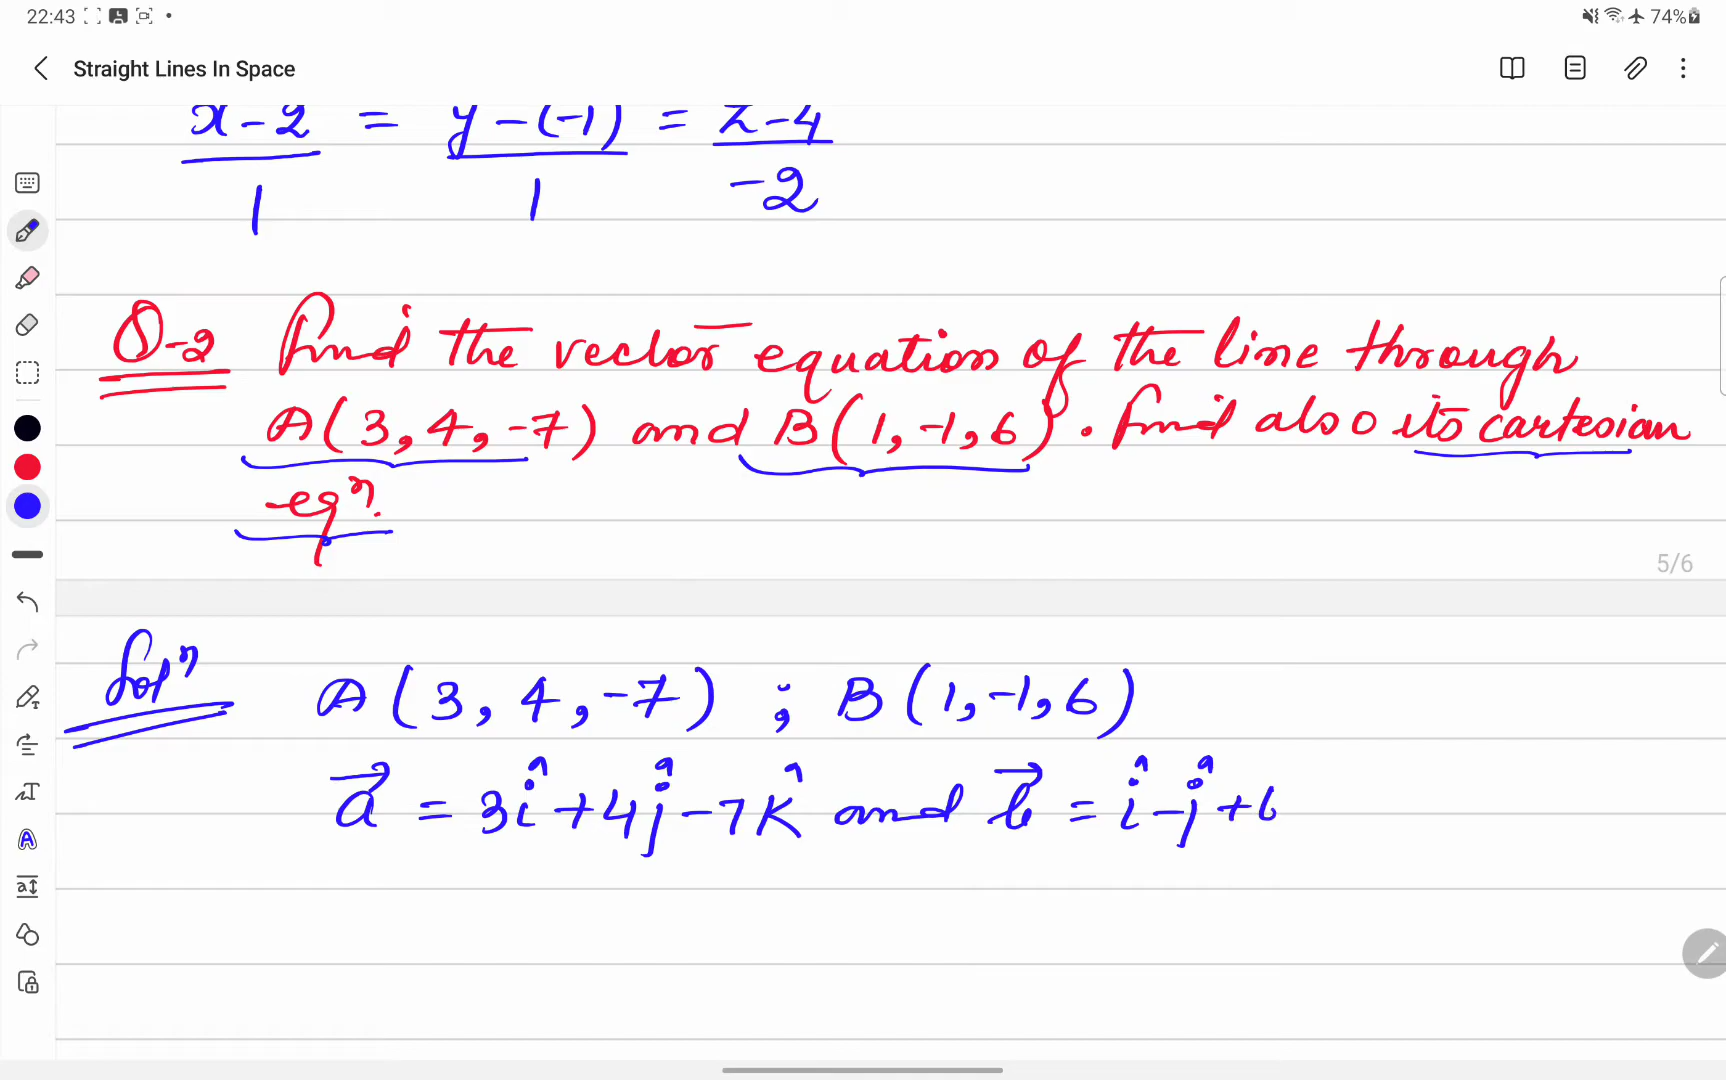 22:43
74%
Straight Lines In Space
x-2 = y-(-1) = z-4
1 1 -2
Q-2 find the vector equation of the line through
A(3,4,-7) and B(1,-1,6). find also its cartesian
eqⁿ.
5/6
Solⁿ A(3, 4, -7) ; B(1,-1,6)
a⃗ = 3î+4ĵ-7k̂ and b⃗ = î-ĵ+6